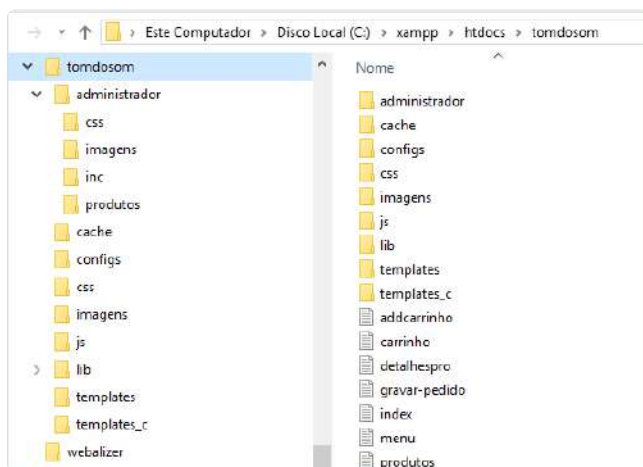 Este Computador > Disco Local (C:) > xampp > htdocs > tomdosom
tomdosom
administrador
css
imagens
inc
produtos
cache
configs
css
imagens
js
lib
templates
templates_c
webalizer
Nome
administrador
cache
configs
css
imagens
js
lib
templates
templates_c
addcarrinho
carrinho
detalhespro
gravar-pedido
index
menu
produtos